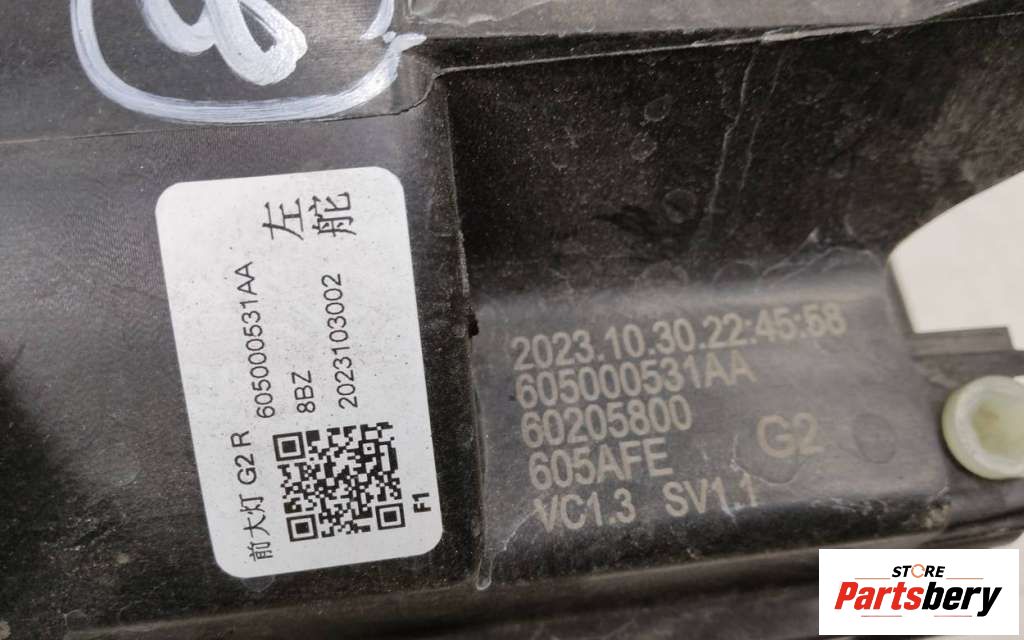 前大灯 G2 R
605000531AA
8BZ
2023103002
左舵
F1
2023.10.30.22:45:58
605000531AA
60205800
605AFE
G2
VC1.3 SV1.1
STORE
Partsbery